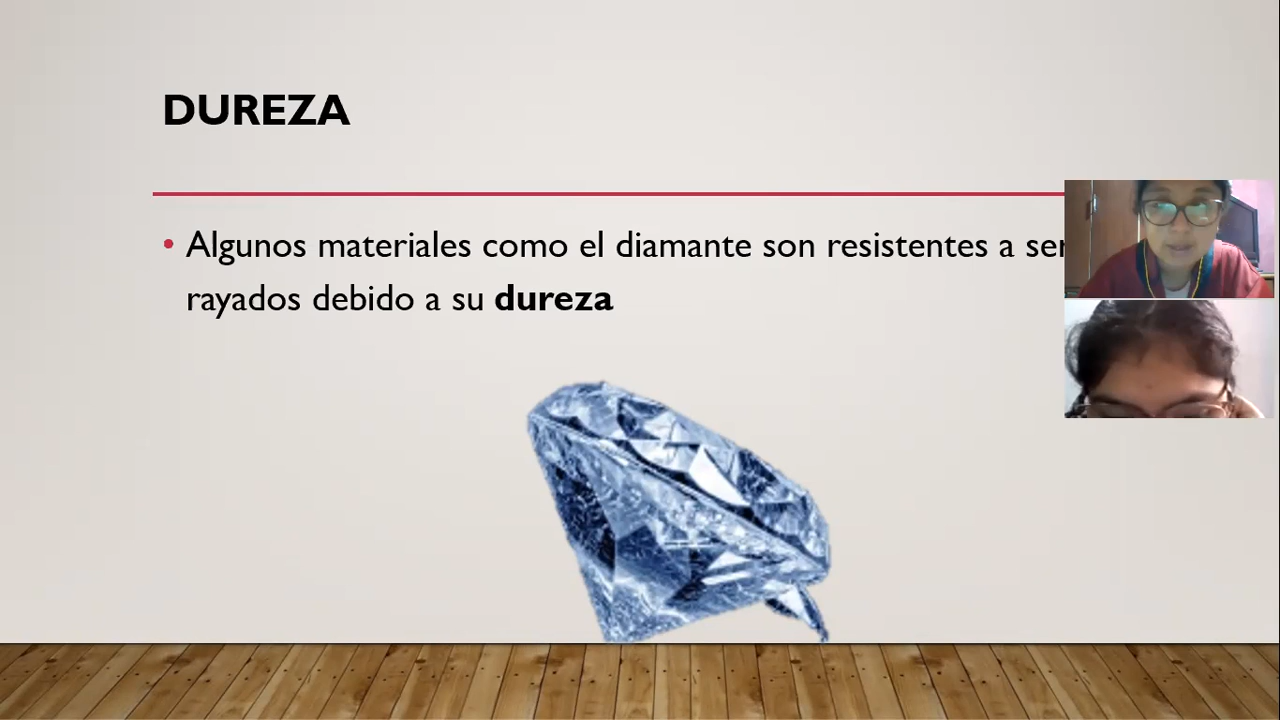 DUREZA
• Algunos materiales como el diamante son resistentes a ser
rayados debido a su dureza